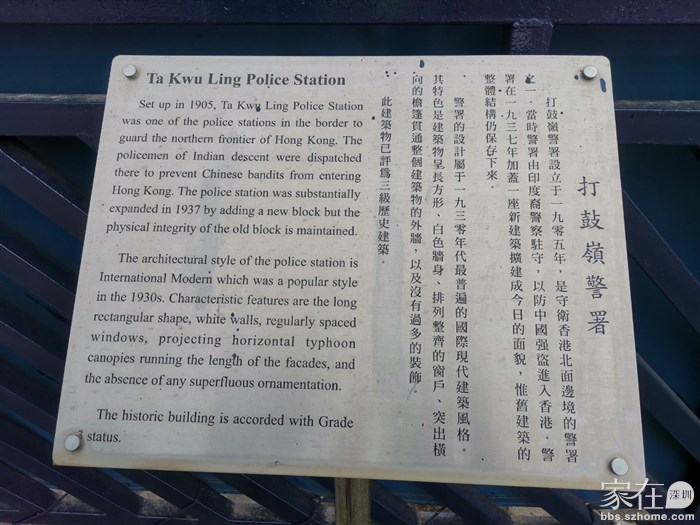 Ta Kwu Ling Police Station
Set up in 1905, Ta Kwu Ling Police Station
was one of the police stations in the border to
guard the northern frontier of Hong Kong. The
policemen of Indian descent were dispatched
there to prevent Chinese bandits from entering
Hong Kong. The police station was substantially
expanded in 1937 by adding a new block but the
physical integrity of the old block is maintained.
The architectural style of the police station is
International Modern which was a popular style
in the 1930s. Characteristic features are the long
rectangular shape, white walls, regularly spaced
windows, projecting horizontal typhoon
canopies running the length of the facades, and
the absence of any superfluous ornamentation.
The historic building is accorded with Grade
status.
打鼓嶺警署
打鼓嶺警署設立于一九零五年，是守衛香港北面邊境的警署
之一．當時警署由印度裔警察駐守，以防中國强盜進入香港．警
署在一九三七年加蓋一座新建築擴建成今日的面貌，惟舊建築的
整體結構仍保存下來．
警署的設計屬于一九三零年代最普遍的國際現代建築風格。
其特色是建築物呈長方形、白色牆身、排列整齊的窗戶、突出橫
向的檐篷貫通整個建築物的外牆，以及沒有過多的裝飾．
此建築物已評爲三級歷史建築．
家在深圳
bbs.szhome.com